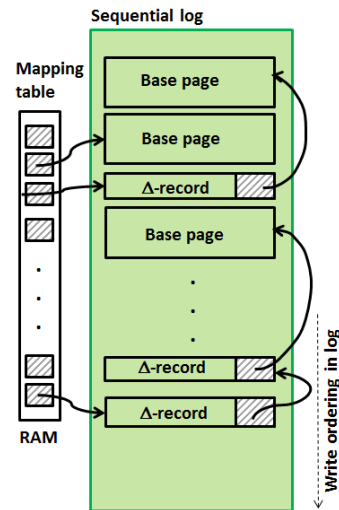 Sequential log
Mapping
table
Base page
Base page
Δ-record
Base page
Δ-record
Δ-record
RAM
Write ordering in log